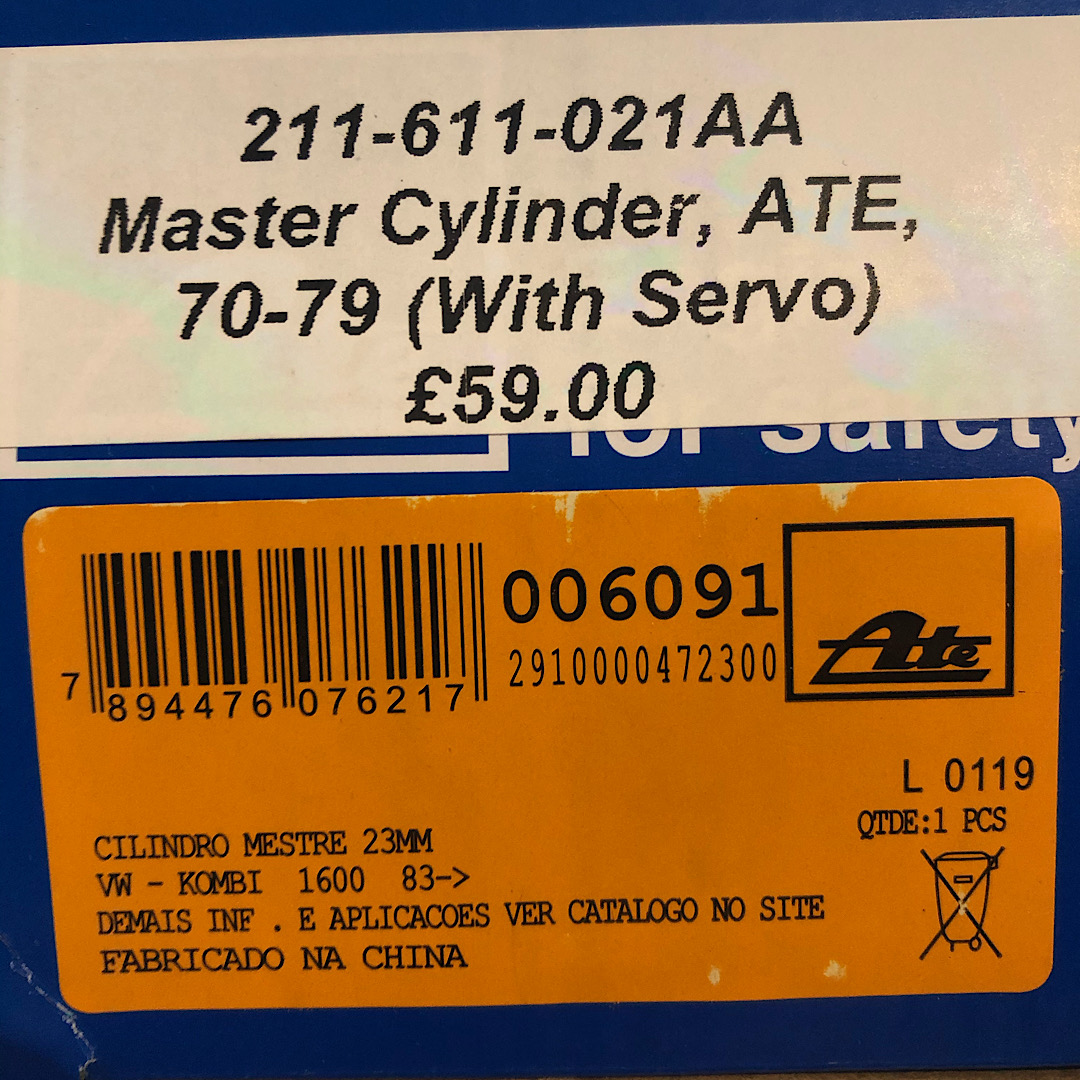 211-611-021AA
Master Cylinder, ATE,
70-79 (With Servo)
£59.00
for safety
7 894476 076217
006091
2910000472300
Ate
L 0119
QTDE:1 PCS
CILINDRO MESTRE 23MM
VW - KOMBI 1600 83->
DEMAIS INF . E APLICACOES VER CATALOGO NO SITE
FABRICADO NA CHINA